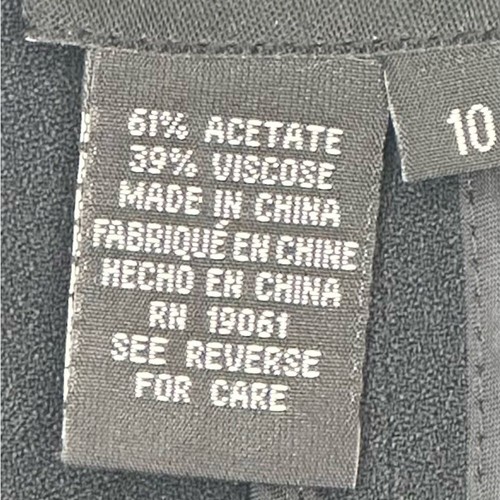 61% ACETATE
39% VISCOSE
MADE IN CHINA
FABRIQUÉ EN CHINE
HECHO EN CHINA
RN 19061
SEE REVERSE
FOR CARE
10